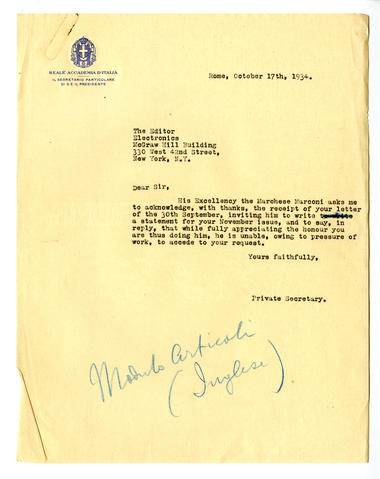 REALE ACCADEMIA D'ITALIA
IL SEGRETARIO PARTICOLARE
DI S.E. IL PRESIDENTE
Rome, October 17th, 1934.
The Editor
Electronics
McGraw Hill Building
330 West 42nd Street,
New York, N.Y.
Dear Sir,
His Excellency the Marchese Marconi asks me
to acknowledge, with thanks, the receipt of your letter
of the 30th September, inviting him to write
a statement for your November issue, and to say, in
reply, that while fully appreciating the honour you
are thus doing him, he is unable, owing to pressure of
work, to accede to your request.
Yours faithfully,
Private Secretary.
Modulo Articoli
(Inglese)